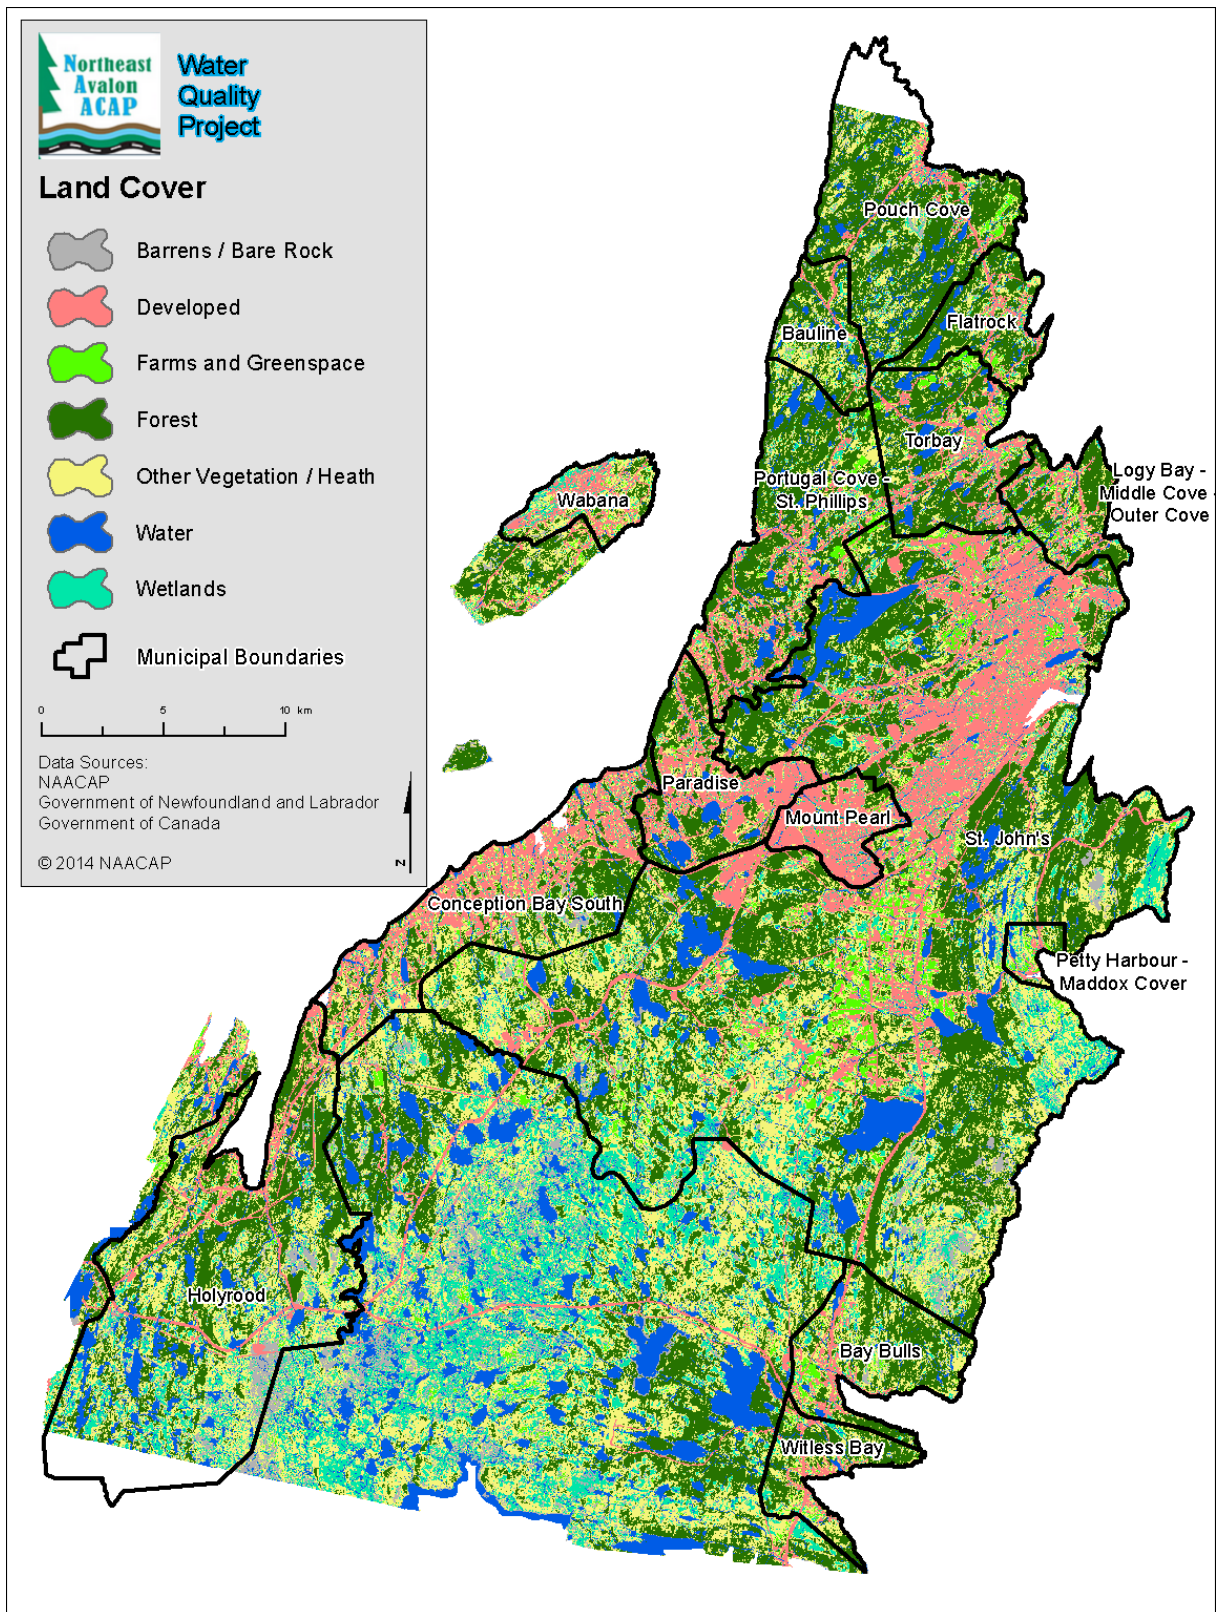 Northeast
Avalon
ACAP
Water
Quality
Project
Land Cover
Barrens / Bare Rock
Developed
Farms and Greenspace
Forest
Other Vegetation / Heath
Water
Wetlands
Municipal Boundaries
0 5 10 km
Data Sources:
NAACAP
Government of Newfoundland and Labrador
Government of Canada
© 2014 NAACAP
N
Pouch Cove
Flatrock
Bauline
Torbay
Logy Bay -
Middle Cove -
Outer Cove
Portugal Cove -
St. Phillips
Wabana
Paradise
Mount Pearl
St. John's
Conception Bay South
Petty Harbour -
Maddox Cover
Holyrood
Bay Bulls
Witless Bay